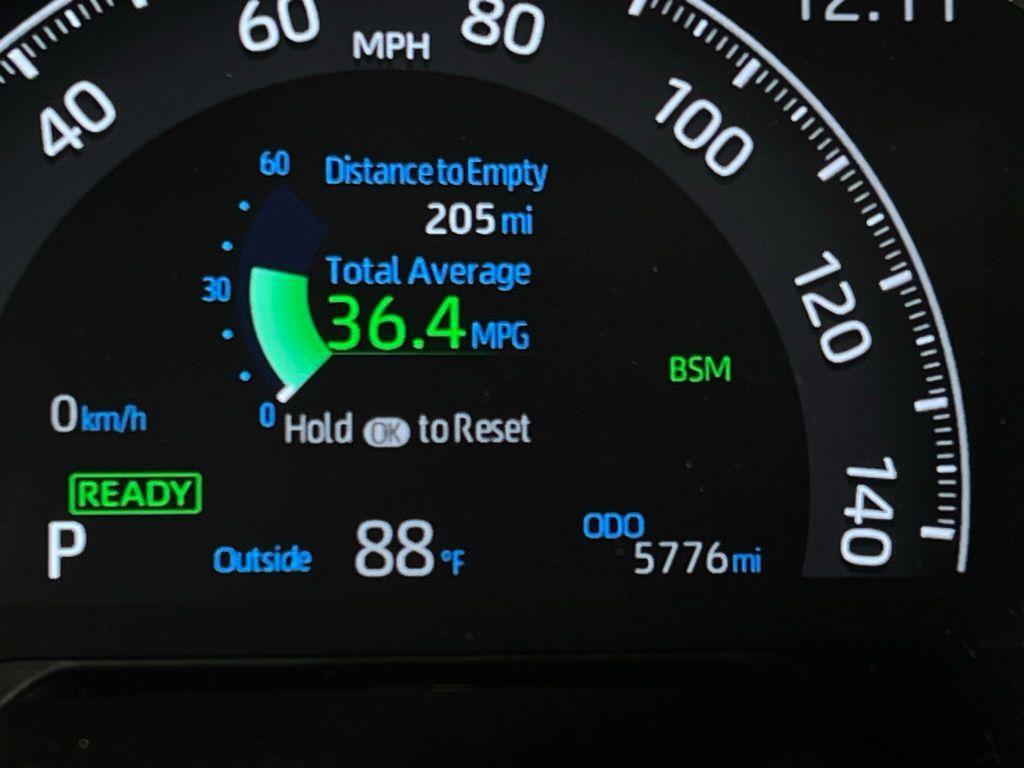 60 MPH 80
40
100
60 Distance to Empty
205 mi
30 Total Average
36.4 MPG
120
BSM
0 km/h
0 Hold OK to Reset
READY
140
P
Outside 88 °F
ODO
5776 mi